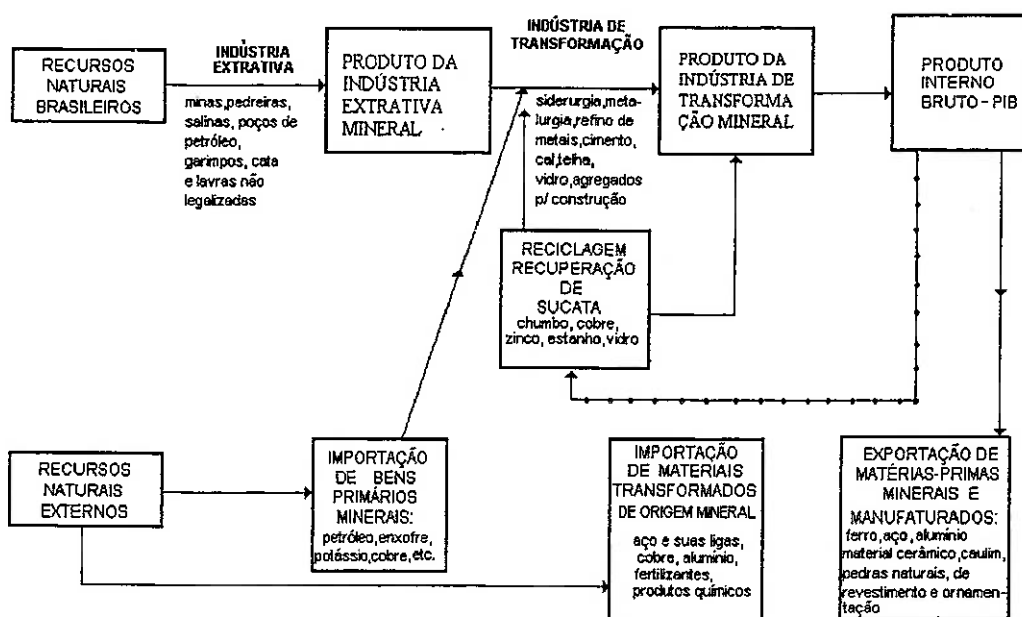 RECURSOS
NATURAIS
BRASILEIROS
INDÚSTRIA
EXTRATIVA
minas,pedreiras,
salinas, poços de
petróleo,
garimpos, cata
e lavras não
legalizadas
PRODUTO DA
INDÚSTRIA
EXTRATIVA
MINERAL
INDÚSTRIA DE
TRANSFORMAÇÃO
siderurgia,meta-
lurgia,refino de
metais,cimento,
cal,telha,
vidro,agregados
p/ construção
PRODUTO DA
INDÚSTRIA DE
TRANSFORMA
ÇÃO MINERAL
PRODUTO
INTERNO
BRUTO - PIB
RECICLAGEM
RECUPERAÇÃO
DE
SUCATA
chumbo, cobre,
zinco, estanho,vidro
RECURSOS
NATURAIS
EXTERNOS
IMPORTAÇÃO
DE BENS
PRIMÁRIOS
MINERAIS:
petróleo,enxofre,
potássio,cobre,etc.
IMPORTAÇÃO
DE MATERIAIS
TRANSFORMADOS
DE ORIGEM MINERAL
aço e suas ligas,
cobre, alumínio,
fertilizantes,
produtos químicos
EXPORTAÇÃO DE
MATÉRIAS-PRIMAS
MINERAIS E
MANUFATURADOS:
ferro, aço, alumínio
material cerâmico,caulim,
pedras naturais, de
revestimento e ornamen-
tação